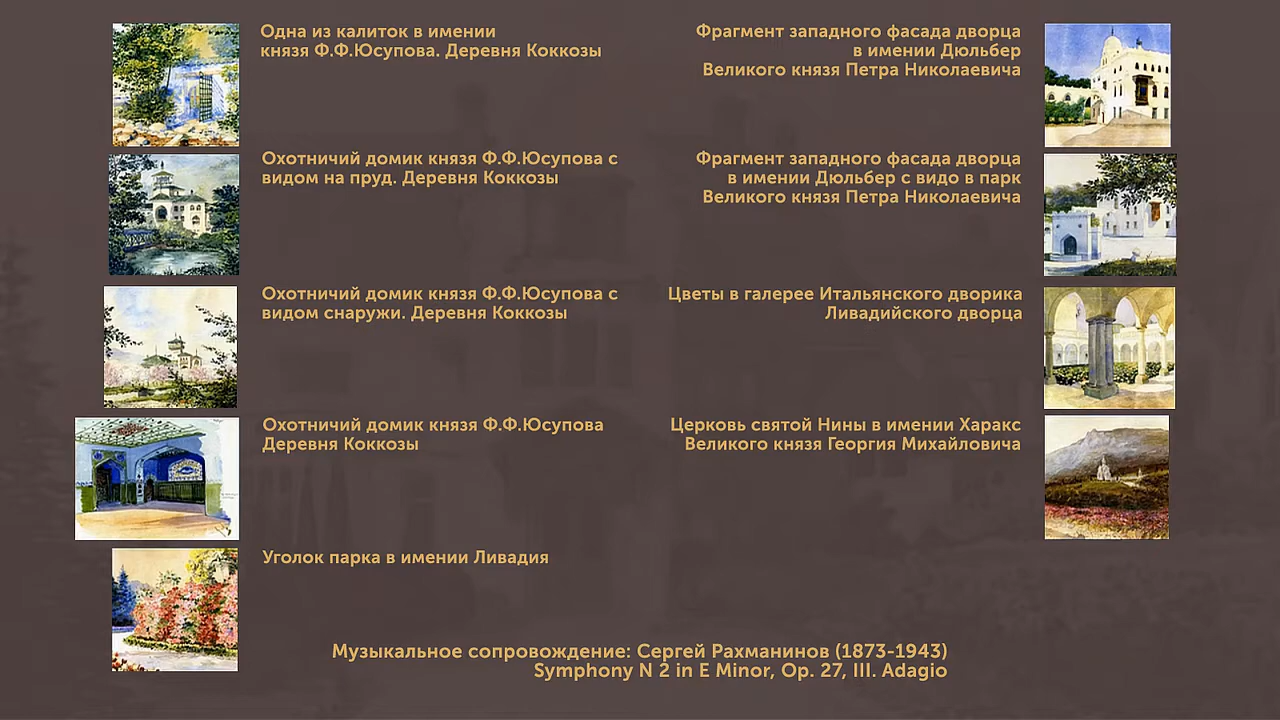 Одна из калиток в имении
князя Ф.Ф.Юсупова. Деревня Коккозы
Охотничий домик князя Ф.Ф.Юсупова с
видом на пруд. Деревня Коккозы
Охотничий домик князя Ф.Ф.Юсупова с
видом снаружи. Деревня Коккозы
Охотничий домик князя Ф.Ф.Юсупова
Деревня Коккозы
Уголок парка в имении Ливадия
Фрагмент западного фасада дворца
в имении Дюльбер
Великого князя Петра Николаевича
Фрагмент западного фасада дворца
в имении Дюльбер с видо в парк
Великого князя Петра Николаевича
Цветы в галерее Итальянского дворика
Ливадийского дворца
Церковь святой Нины в имении Харакс
Великого князя Георгия Михайловича
Музыкальное сопровождение: Сергей Рахманинов (1873-1943)
Symphony N 2 in E Minor, Op. 27, III. Adagio